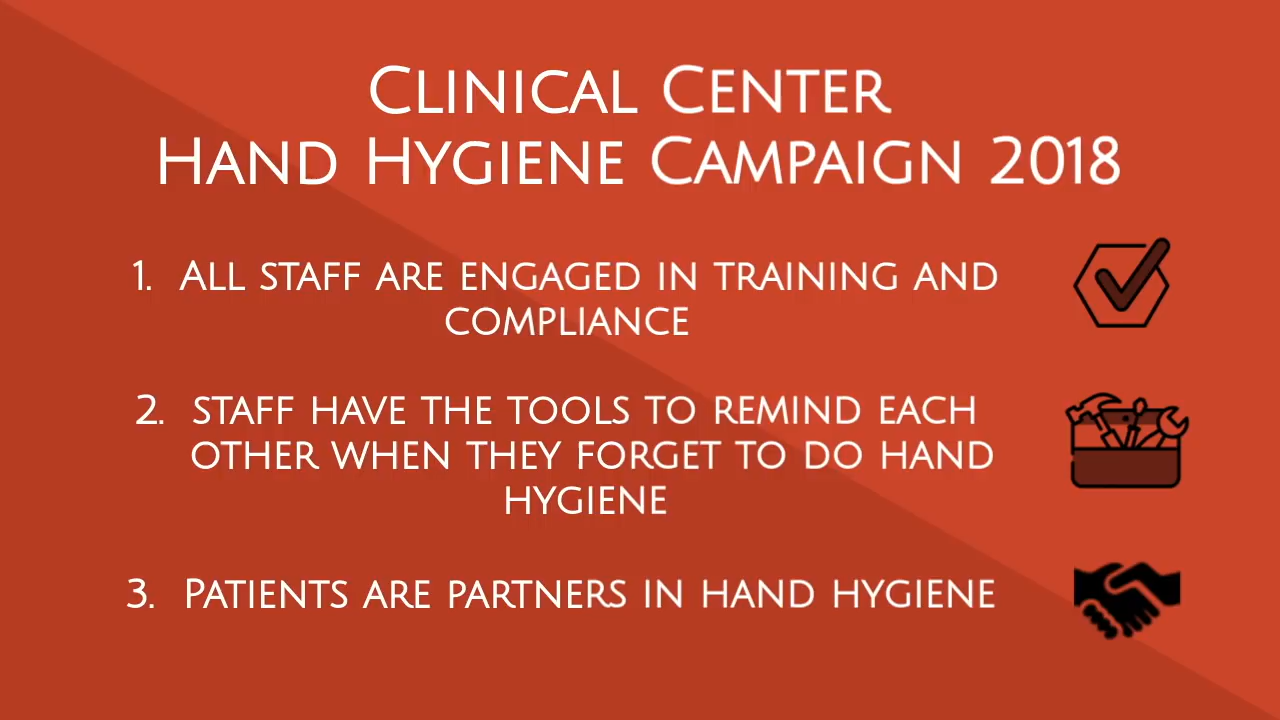 Clinical Center
Hand Hygiene Campaign 2018
1. All staff are engaged in training and
compliance
2. staff have the tools to remind each
other when they forget to do hand
hygiene
3. Patients are partners in hand hygiene